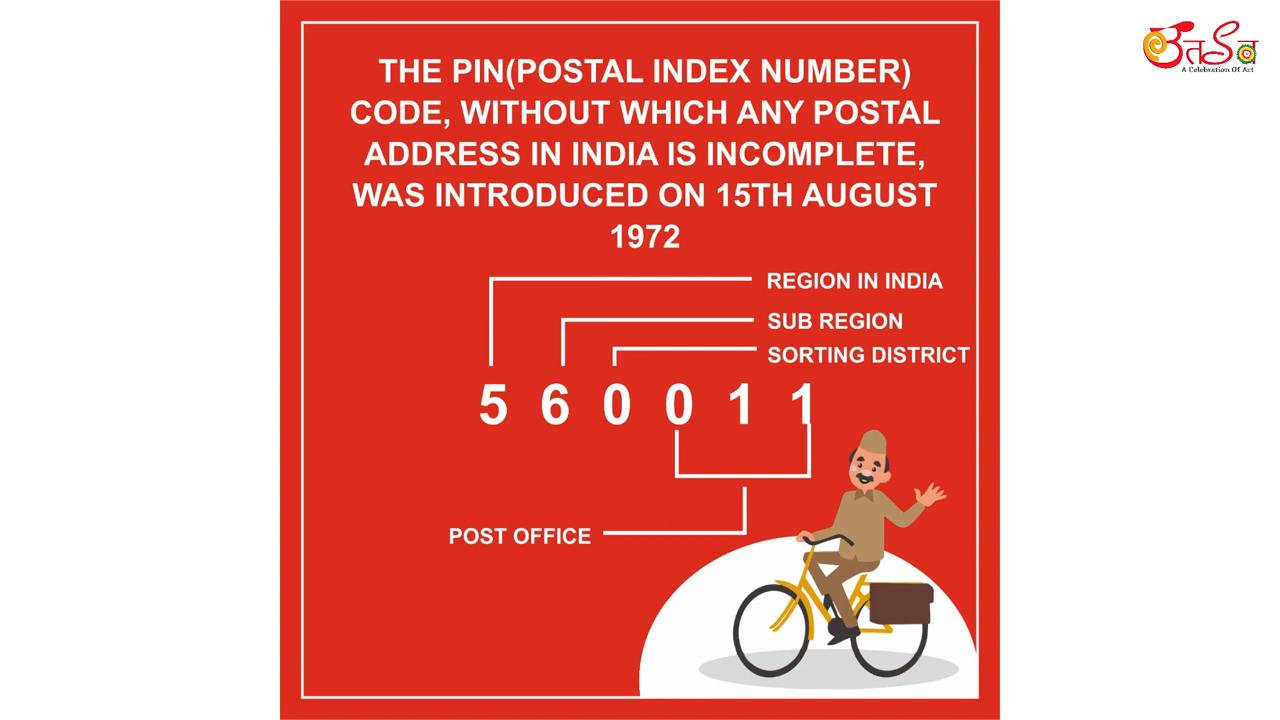 THE PIN(POSTAL INDEX NUMBER)
CODE, WITHOUT WHICH ANY POSTAL
ADDRESS IN INDIA IS INCOMPLETE,
WAS INTRODUCED ON 15TH AUGUST
1972
REGION IN INDIA
SUB REGION
SORTING DISTRICT
5 6 0 0 1 1
POST OFFICE
उत्सव
A Celebration Of Art